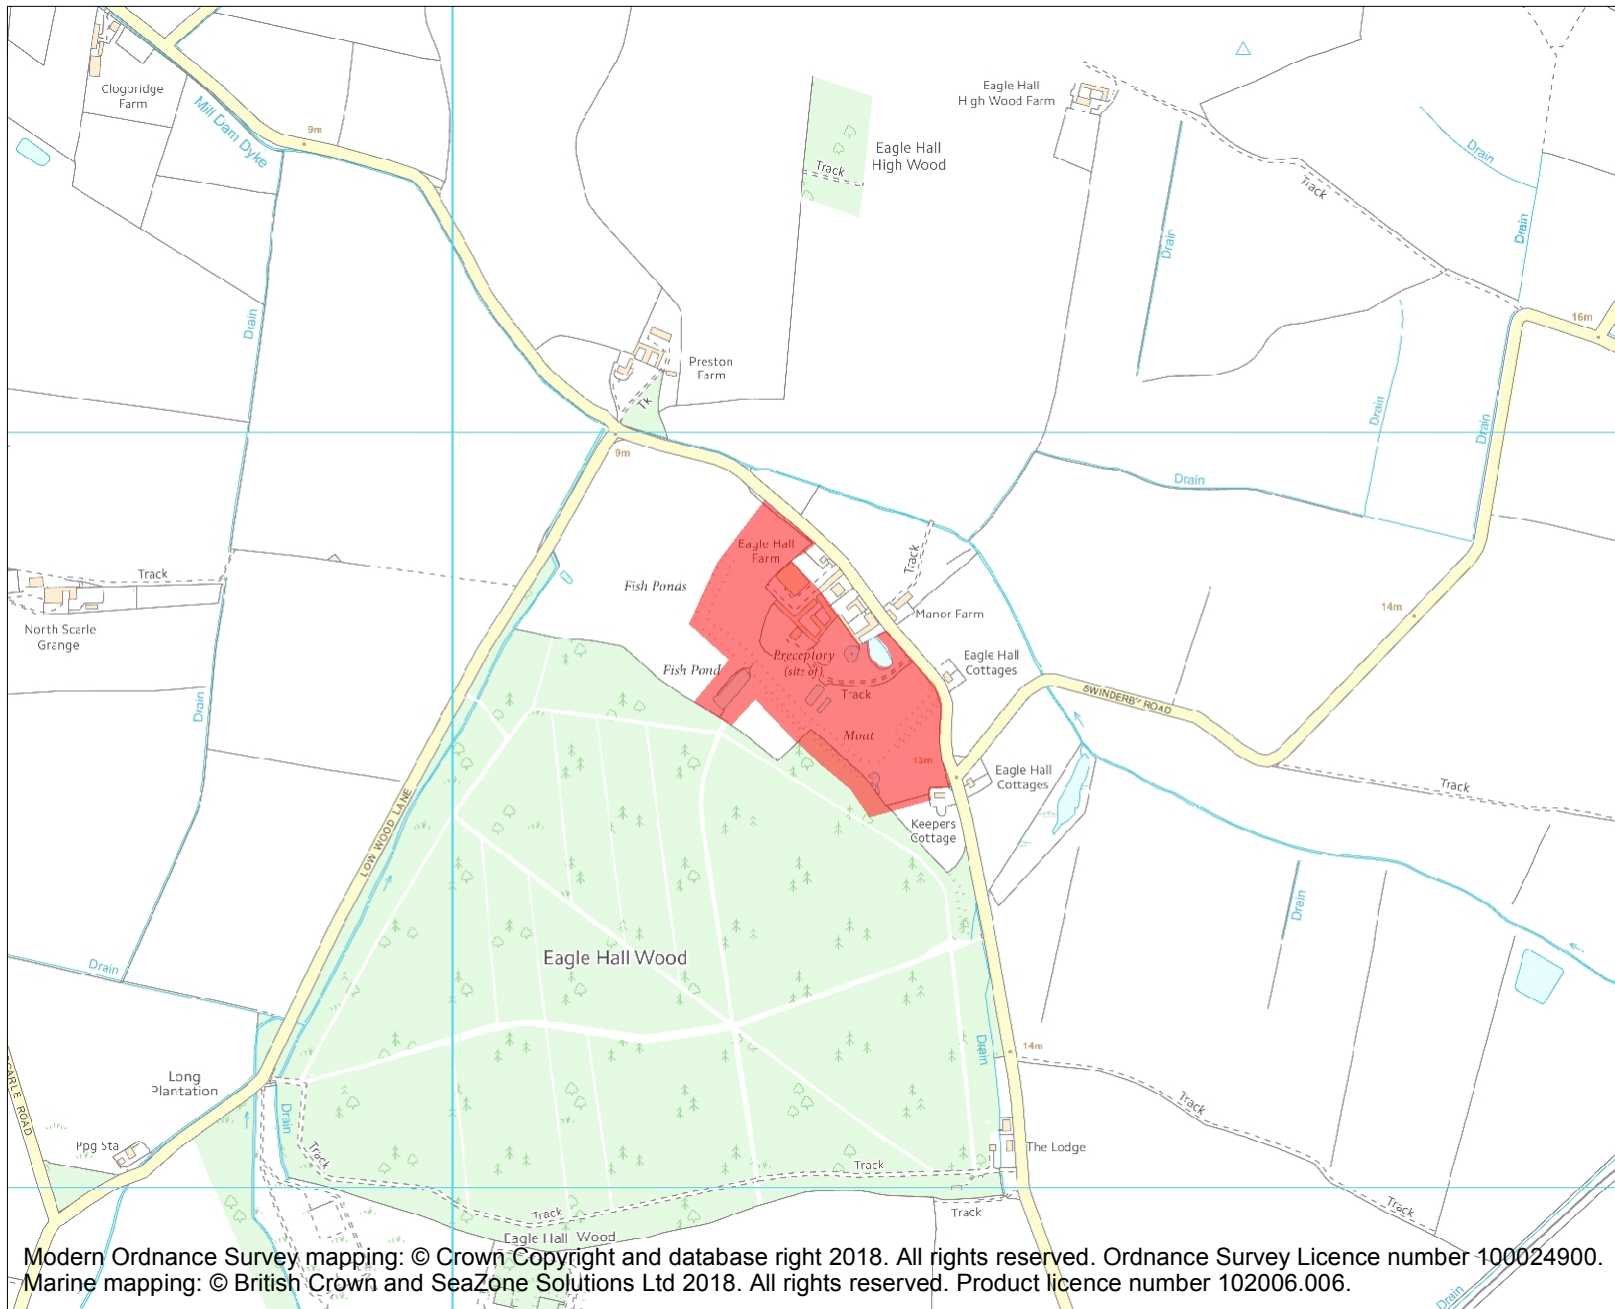 Clogbridge
Farm
Mill Dam Dyke
9m
Eagle Hall
High Wood Farm
Eagle Hall
High Wood
Track
Drain
Track
Drain
Drain
16m
Drain
Preston
Farm
Tk
9m
Drain
Drain
Drain
Track
North Scarle
Grange
Drain
Fish Ponds
Eagle Hall
Farm
Track
Manor Farm
14m
Eagle Hall
Cottages
Fish Pond
Preceptory
(site of)
Track
SWINDERBY ROAD
Moat
13m
Eagle Hall
Cottages
Track
Keepers
Cottage
LOW WOOD LANE
Drain
Eagle Hall Wood
Drain
Drain
14m
Long
Plantation
Drain
Track
Ppg Sta
Track
Track
The Lodge
Track
Track
Track
Eagle Hall Wood
Drain
Modern Ordnance Survey mapping: © Crown Copyright and database right 2018. All rights reserved. Ordnance Survey Licence number 100024900.
Marine mapping: © British Crown and SeaZone Solutions Ltd 2018. All rights reserved. Product licence number 102006.006.